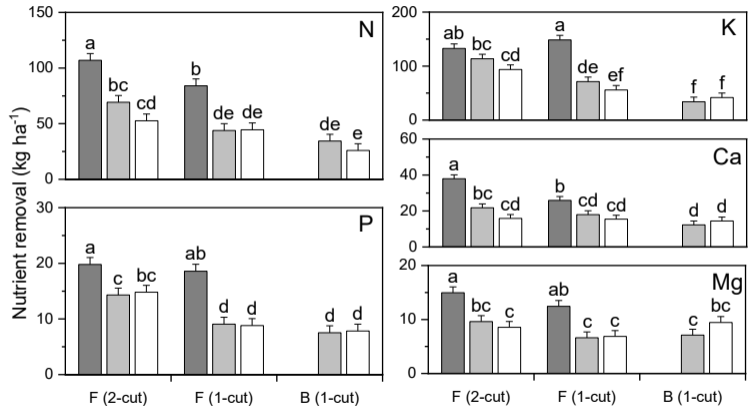 Nutrient removal (kg ha⁻¹)
N
150
100
50
0
a
bc
cd
b
de
de
de
e
P
30
20
10
0
a
c
bc
ab
d
d
d
d
F (2-cut) F (1-cut) B (1-cut)
K
200
100
0
ab
bc
cd
a
de
ef
f
f
Ca
60
40
20
0
a
bc
cd
b
cd
cd
d
d
Mg
20
10
0
a
bc
c
ab
c
c
c
bc
F (2-cut) F (1-cut) B (1-cut)